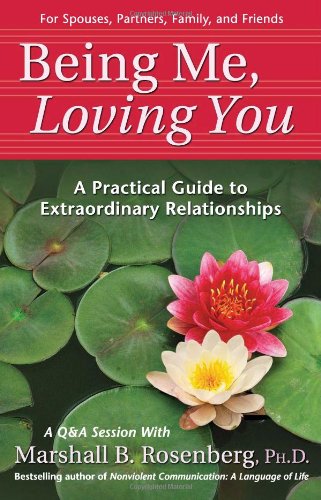 For Spouses, Partners, Family, and Friends
Being Me,
Loving You
A Practical Guide to
Extraordinary Relationships
A Q&A Session With
Marshall B. Rosenberg, Ph.D.
Bestselling author of Nonviolent Communication: A Language of Life